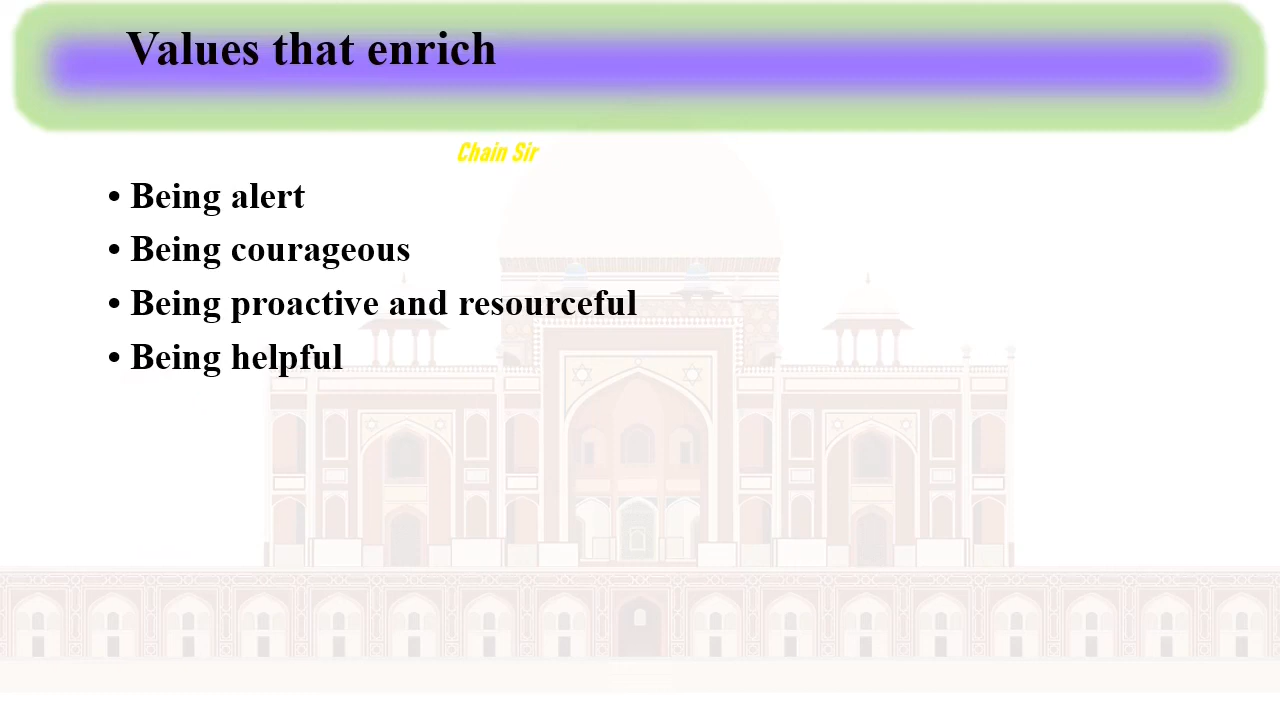 Values that enrich
Chain Sir
• Being alert
• Being courageous
• Being proactive and resourceful
• Being helpful